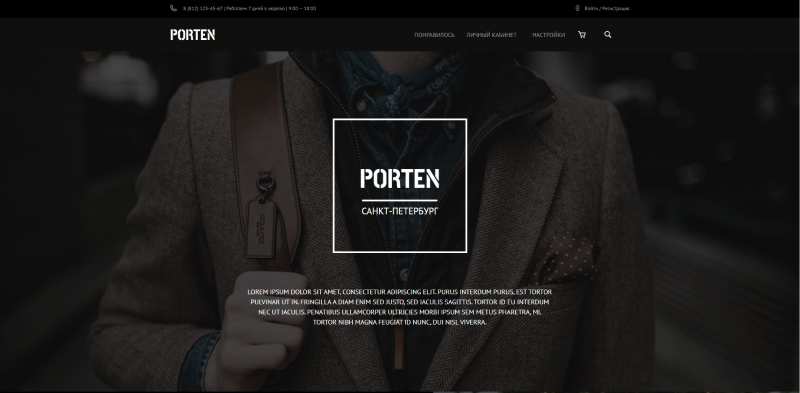 8 (812) 123-45-67 | Работаем 7 дней в неделю | 9:00 – 18:00
Войти / Регистрация
PORTEN
ПОНРАВИЛОСЬ ЛИЧНЫЙ КАБИНЕТ НАСТРОЙКИ
PORTEN
САНКТ-ПЕТЕРБУРГ
LOREM IPSUM DOLOR SIT AMET, CONSECTETUR ADIPISCING ELIT. PURUS INTERDUM PURUS, EST TORTOR
PULVINAR UT IN. FRINGILLA A DIAM ENIM SED JUSTO, SED IACULIS SAGITTIS. TORTOR ID EU INTERDUM
NEC UT IACULIS. PENATIBUS ULLAMCORPER ULTRICIES MORBI IPSUM SEM METUS PHARETRA, MI.
TORTOR NIBH MAGNA FEUGIAT ID NUNC, DUI NISL VIVERRA.